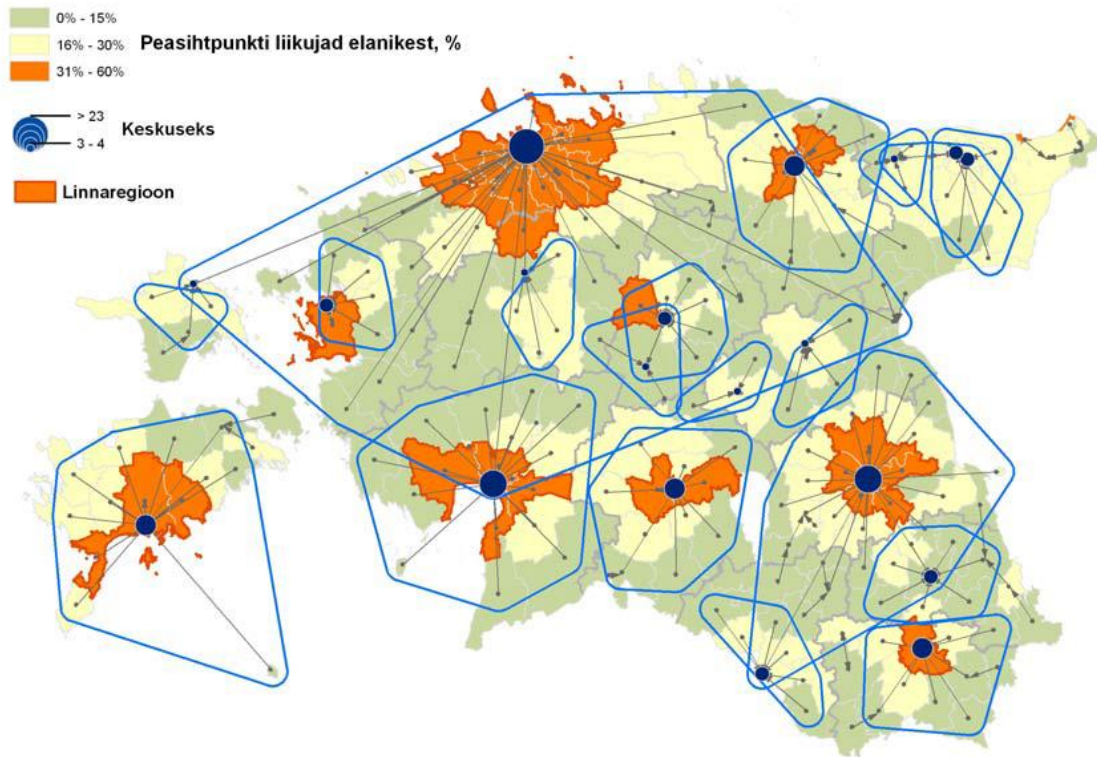 0% - 15%
16% - 30%
31% - 60%
Peasihtpunkti liikujad elanikest, %
> 23
3 - 4
Keskuseks
Linnaregioon